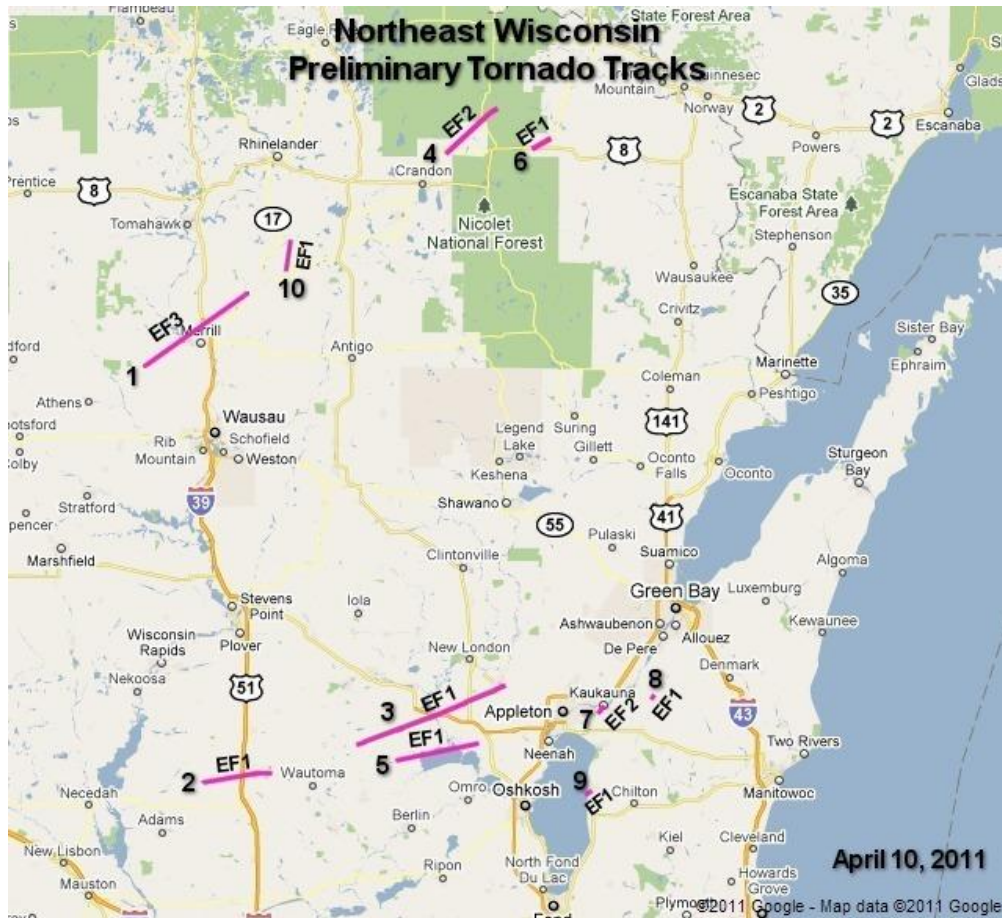 Flambeau
State Forest Area
Northeast Wisconsin
Eagle
Preliminary Tornado Tracks
Mountain
Norway
2
2
Glads
Escanaba
Powers
EF2
EF1
4
6
8
Rhinelander
Crandon
Prentice
8
Escanaba State
Forest Area
Tomahawk
17
Nicolet
National Forest
Stephenson
EF1
10
Wausaukee
35
EF3
Merrill
Crivitz
Sister Bay
Ephraim
1
Antigo
Marinette
Coleman
Peshtigo
Athens
Wausau
141
Rib
Mountain
Schofield
Weston
Legend
Lake
Suring
Gillett
Keshena
Oconto
Falls
Oconto
Sturgeon
Bay
39
Stratford
Shawano
55
41
Spencer
Pulaski
Marshfield
Clintonville
Suamico
Algoma
Green Bay
Luxemburg
Stevens
Point
Iola
Ashwaubenon
Allouez
Kewaunee
Plover
Wisconsin
Rapids
De Pere
New London
Denmark
Nekoosa
51
8
EF1
3
EF1
Kaukauna
Appleton
7
EF2
43
5
EF1
Neenah
Two Rivers
2
EF1
Wautoma
9
EF1
Omro
Oshkosh
Chilton
Manitowoc
Necedah
Adams
Berlin
Kiel
Cleveland
New Lisbon
Ripon
North Fond
Du Lac
Howards
Grove
April 10, 2011
Mauston
Fond
Plymouth
©2011 Google - Map data ©2011 Google